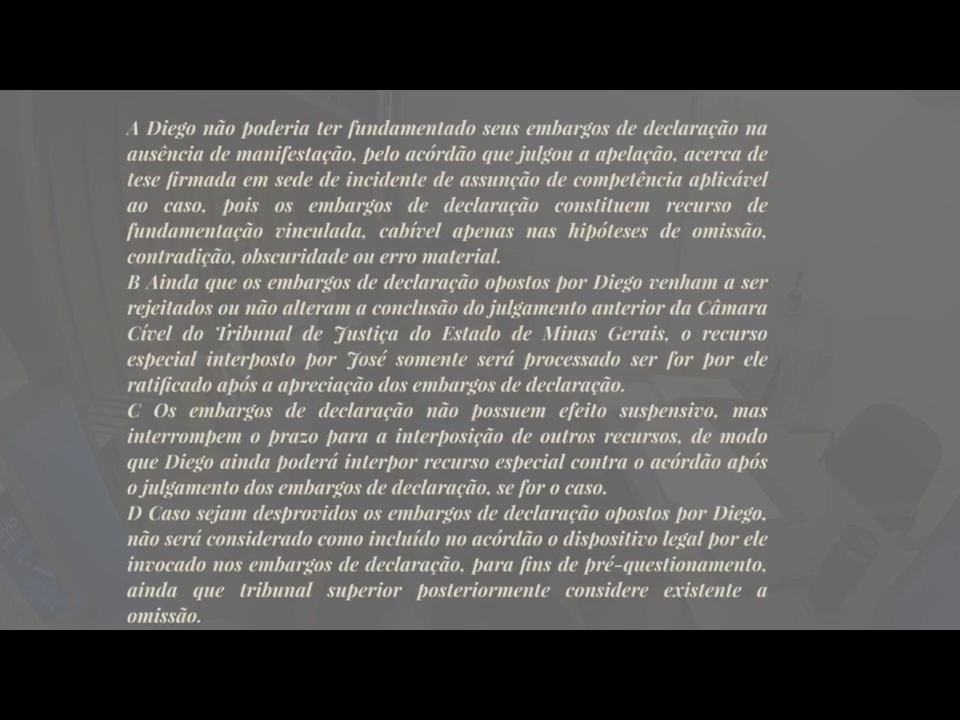 A Diego não poderia ter fundamentado seus embargos de declaração na
ausência de manifestação, pelo acórdão que julgou a apelação, acerca de
tese firmada em sede de incidente de assunção de competência aplicável
ao caso, pois os embargos de declaração constituem recurso de
fundamentação vinculada, cabível apenas nas hipóteses de omissão,
contradição, obscuridade ou erro material.
B Ainda que os embargos de declaração opostos por Diego venham a ser
rejeitados ou não alteram a conclusão do julgamento anterior da Câmara
Cível do Tribunal de Justiça do Estado de Minas Gerais, o recurso
especial interposto por José somente será processado ser for por ele
ratificado após a apreciação dos embargos de declaração.
C Os embargos de declaração não possuem efeito suspensivo, mas
interrompem o prazo para a interposição de outros recursos, de modo
que Diego ainda poderá interpor recurso especial contra o acórdão após
o julgamento dos embargos de declaração, se for o caso.
D Caso sejam desprovidos os embargos de declaração opostos por Diego,
não será considerado como incluído no acórdão o dispositivo legal por ele
invocado nos embargos de declaração, para fins de pré-questionamento,
ainda que tribunal superior posteriormente considere existente a
omissão.